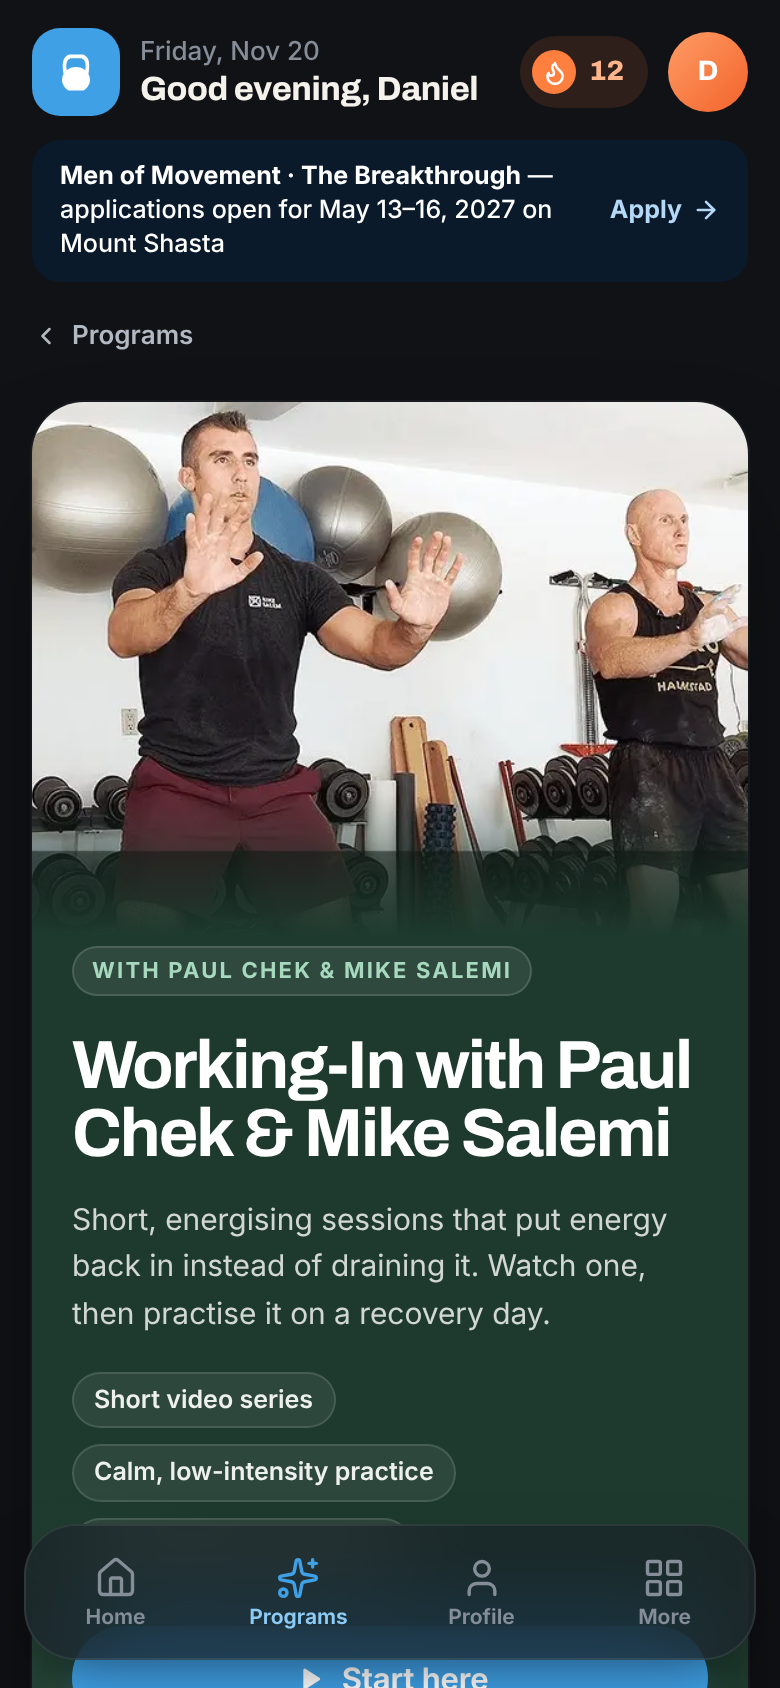 Friday, Nov 20
Good evening, Daniel
12
D
Men of Movement · The Breakthrough —
applications open for May 13–16, 2027 on
Mount Shasta
Apply
Programs
MIKE
SALEMI
HALMSTAD
WITH PAUL CHEK & MIKE SALEMI
Working-In with Paul
Chek & Mike Salemi
Short, energising sessions that put energy
back in instead of draining it. Watch one,
then practise it on a recovery day.
Short video series
Calm, low-intensity practice
Home
Programs
Profile
More
Start here